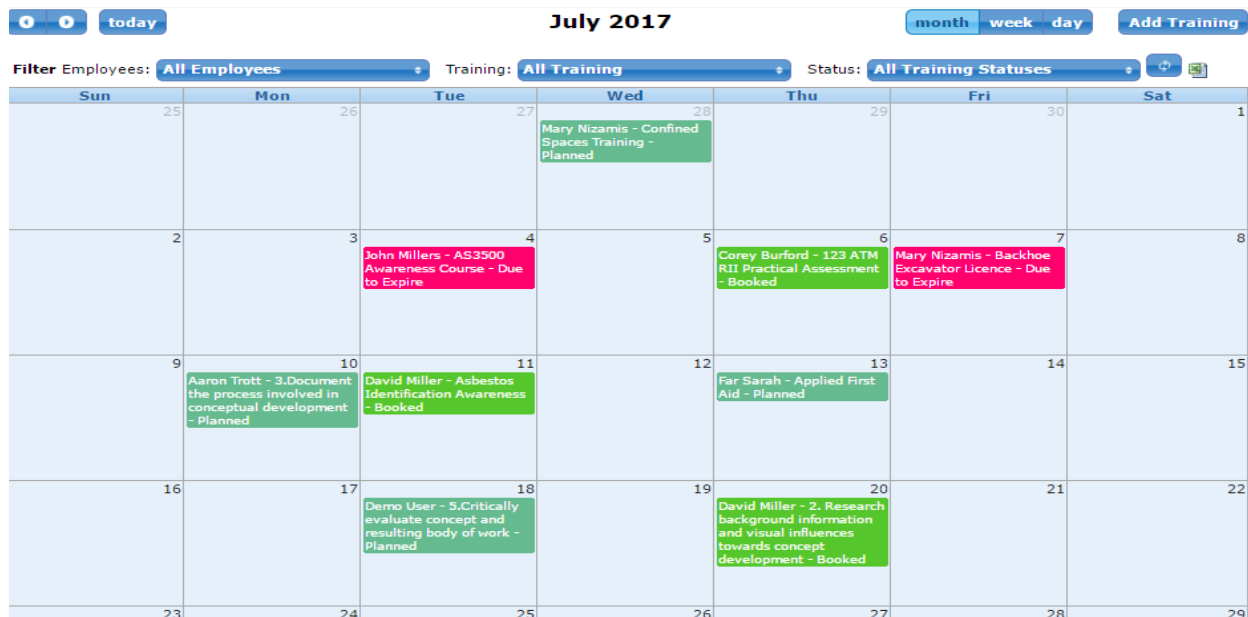 today
July 2017
month week day
Add Training
Filter Employees: All Employees Training: All Training Status: All Training Statuses
Sun Mon Tue Wed Thu Fri Sat
25 26 27 28 29 30 1
Mary Nizamis - Confined
Spaces Training -
Planned
2 3 4 5 6 7 8
John Millers - AS3500
Awareness Course - Due
to Expire
Corey Burford - 123 ATM
RII Practical Assessment
- Booked
Mary Nizamis - Backhoe
Excavator Licence - Due
to Expire
9 10 11 12 13 14 15
Aaron Trott - 3.Document
the process involved in
conceptual development
- Planned
David Miller - Asbestos
Identification Awareness
- Booked
Far Sarah - Applied First
Aid - Planned
16 17 18 19 20 21 22
Demo User - 5.Critically
evaluate concept and
resulting body of work -
Planned
David Miller - 2. Research
background information
and visual influences
towards concept
development - Booked
23 24 25 26 27 28 29